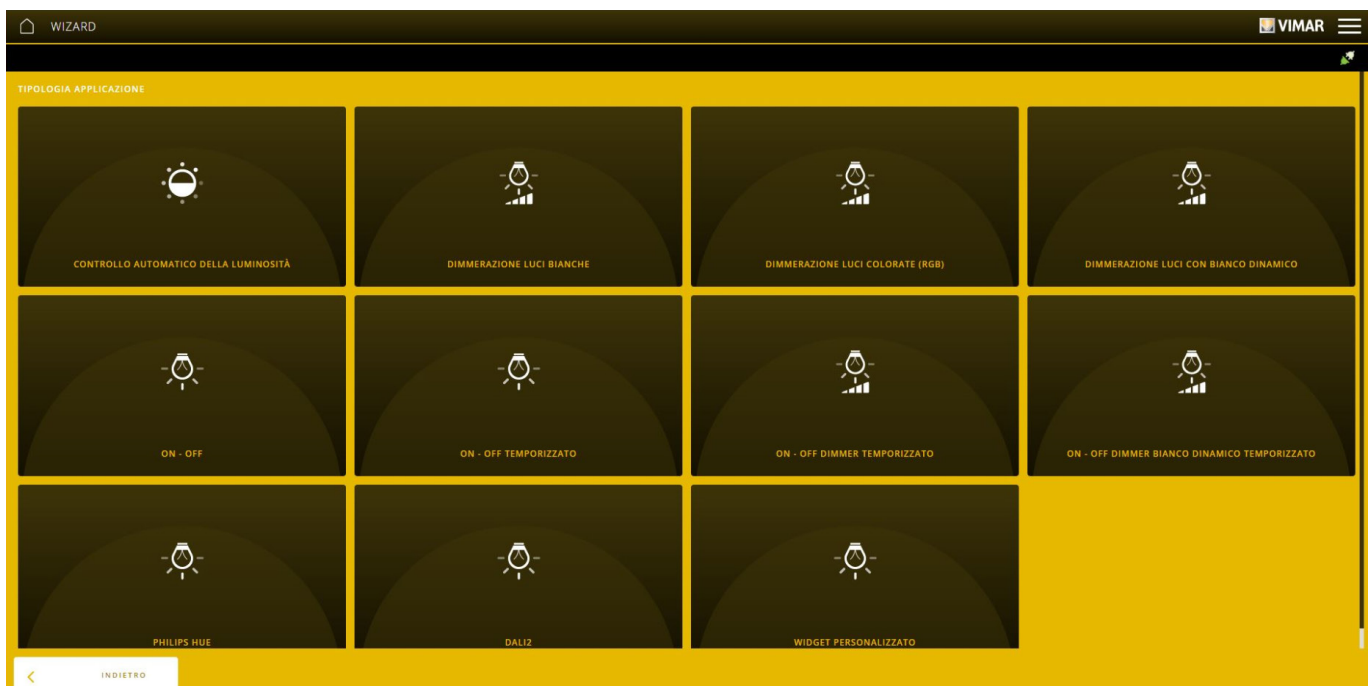 WIZARD
VIMAR
TIPOLOGIA APPLICAZIONE
CONTROLLO AUTOMATICO DELLA LUMINOSITÀ
DIMMERAZIONE LUCI BIANCHE
DIMMERAZIONE LUCI COLORATE (RGB)
DIMMERAZIONE LUCI CON BIANCO DINAMICO
ON - OFF
ON - OFF TEMPORIZZATO
ON - OFF DIMMER TEMPORIZZATO
ON - OFF DIMMER BIANCO DINAMICO TEMPORIZZATO
PHILIPS HUE
DALI2
WIDGET PERSONALIZZATO
INDIETRO